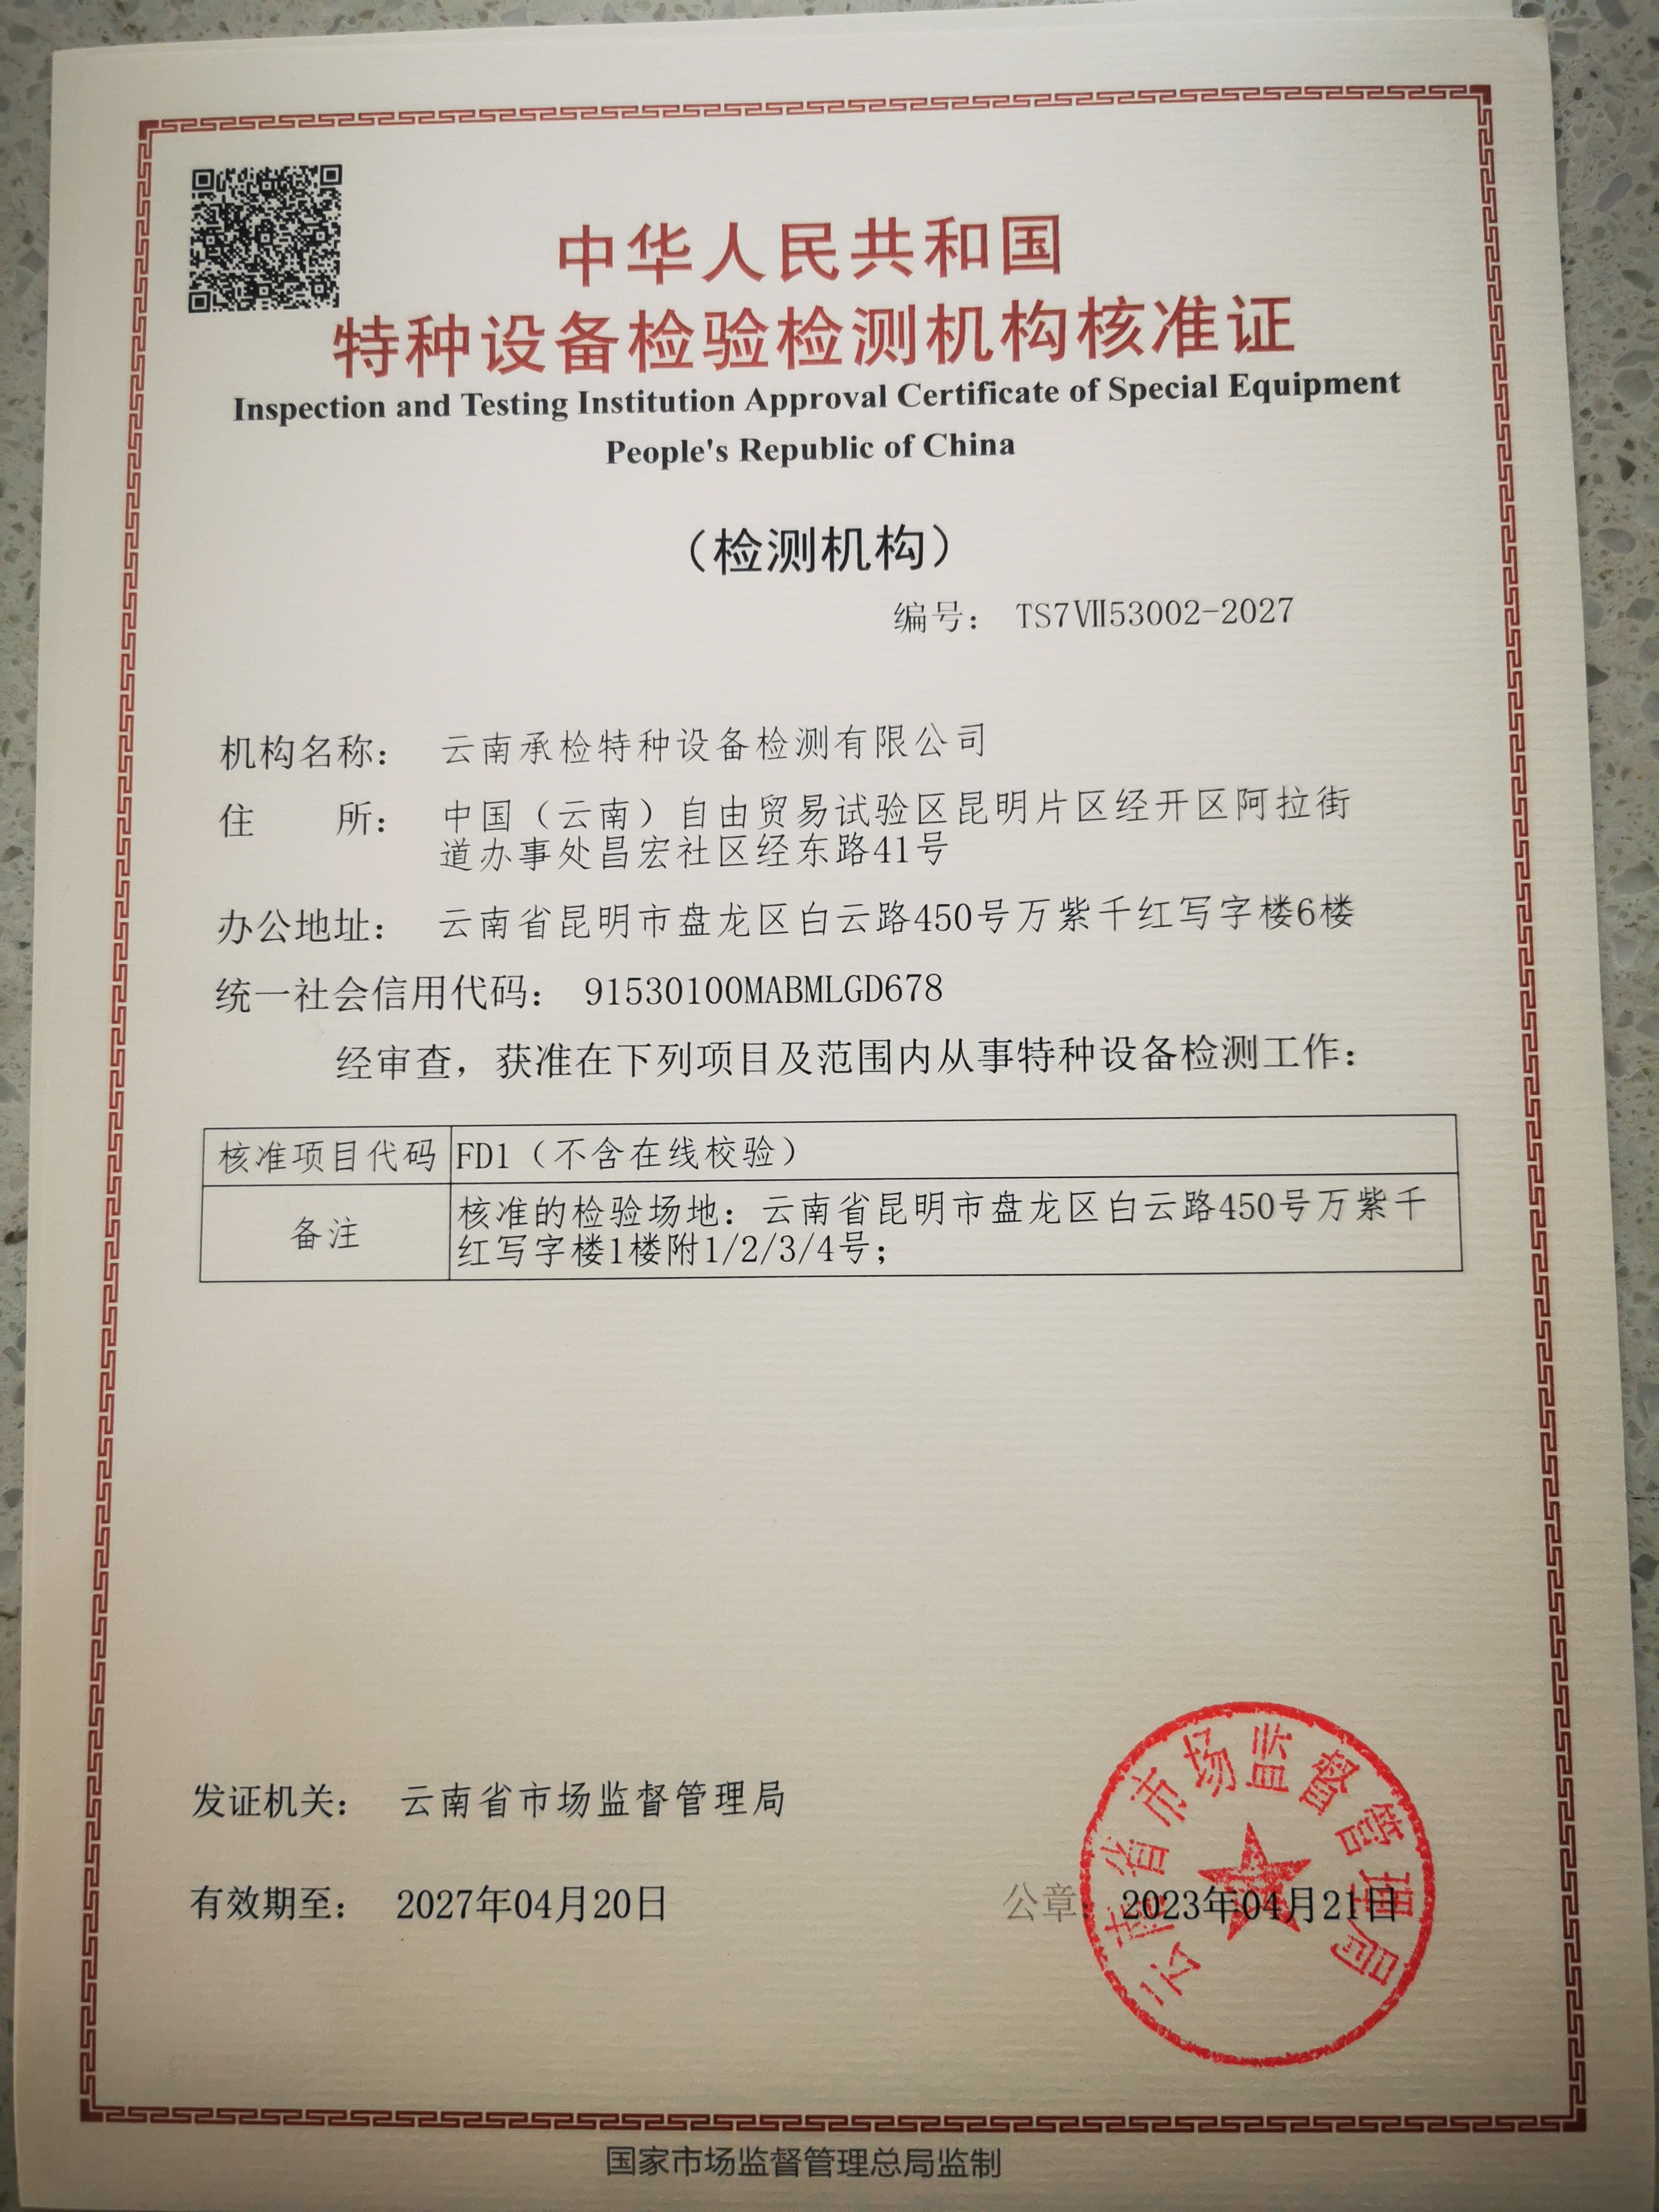 中华人民共和国
特种设备检验检测机构核准证
Inspection and Testing Institution Approval Certificate of Special Equipment
People's Republic of China
（检测机构）
编号： TS7Ⅶ53002-2027
机构名称： 云南承检特种设备检测有限公司
住 所： 中国（云南）自由贸易试验区昆明片区经开区阿拉街
道办事处昌宏社区经东路41号
办公地址： 云南省昆明市盘龙区白云路450号万紫千红写字楼6楼
统一社会信用代码： 91530100MABMLGD678
经审查，获准在下列项目及范围内从事特种设备检测工作：
核准项目代码 FD1（不含在线校验）
备注 核准的检验场地：云南省昆明市盘龙区白云路450号万紫千
红写字楼1楼附1/2/3/4号；
发证机关： 云南省市场监督管理局
有效期至： 2027年04月20日
公章： 2023年04月21日
云南省市场监督管理局
国家市场监督管理总局监制